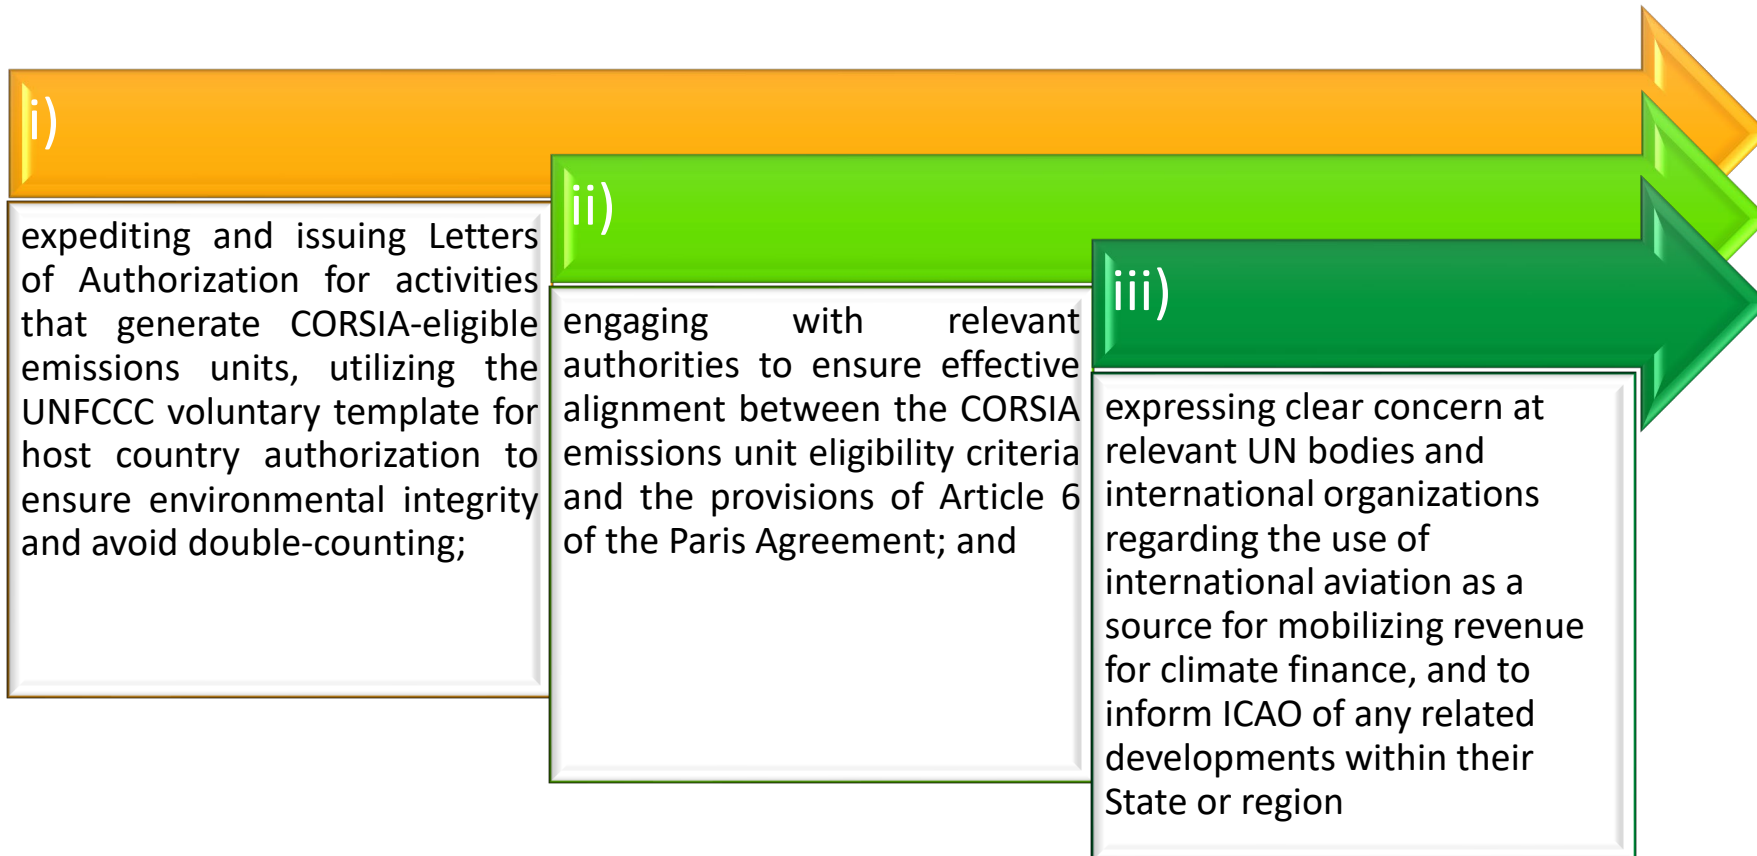 i)
expediting and issuing Letters
of Authorization for activities
that generate CORSIA-eligible
emissions units, utilizing the
UNFCCC voluntary template for
host country authorization to
ensure environmental integrity
and avoid double-counting;
ii)
engaging with relevant
authorities to ensure effective
alignment between the CORSIA
emissions unit eligibility criteria
and the provisions of Article 6
of the Paris Agreement; and
iii)
expressing clear concern at
relevant UN bodies and
international organizations
regarding the use of
international aviation as a
source for mobilizing revenue
for climate finance, and to
inform ICAO of any related
developments within their
State or region